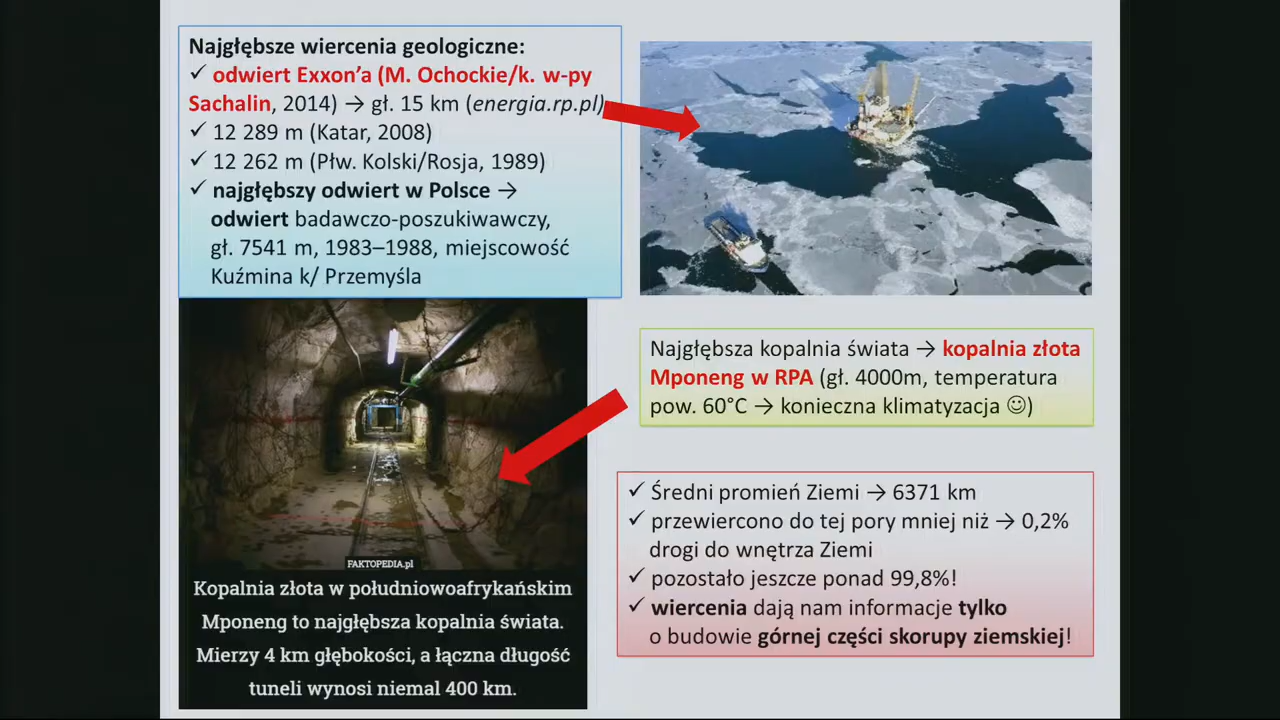 Najgłębsze wiercenia geologiczne:
✓ odwiert Exxon’a (M. Ochockie/k. w-py
Sachalin, 2014) → gł. 15 km (energia.rp.pl)
✓ 12 289 m (Katar, 2008)
✓ 12 262 m (Płw. Kolski/Rosja, 1989)
✓ najgłębszy odwiert w Polsce →
odwiert badawczo-poszukiwawczy,
gł. 7541 m, 1983–1988, miejscowość
Kuźmina k/ Przemyśla
Najgłębsza kopalnia świata → kopalnia złota
Mponeng w RPA (gł. 4000m, temperatura
pow. 60°C → konieczna klimatyzacja ☺)
FAKTOPEDIA.pl
Kopalnia złota w południowoafrykańskim
Mponeng to najgłębsza kopalnia świata.
Mierzy 4 km głębokości, a łączna długość
tuneli wynosi niemal 400 km.
✓ Średni promień Ziemi → 6371 km
✓ przewiercono do tej pory mniej niż → 0,2%
drogi do wnętrza Ziemi
✓ pozostało jeszcze ponad 99,8%!
✓ wiercenia dają nam informacje tylko
o budowie górnej części skorupy ziemskiej!